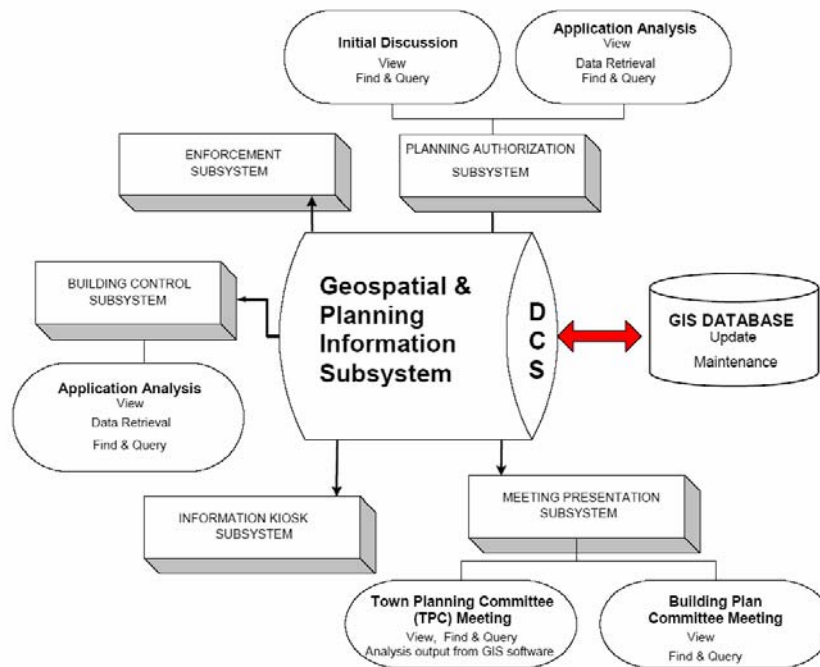 Initial Discussion
View
Find & Query
Application Analysis
View
Data Retrieval
Find & Query
ENFORCEMENT
SUBSYSTEM
PLANNING AUTHORIZATION
SUBSYSTEM
BUILDING CONTROL
SUBSYSTEM
Geospatial &
Planning
Information
Subsystem
D
C
S
GIS DATABASE
Update
Maintenance
Application Analysis
View
Data Retrieval
Find & Query
INFORMATION KIOSK
SUBSYSTEM
MEETING PRESENTATION
SUBSYSTEM
Town Planning Committee
(TPC) Meeting
View, Find & Query
Analysis output from GIS software
Building Plan
Committee Meeting
View
Find & Query